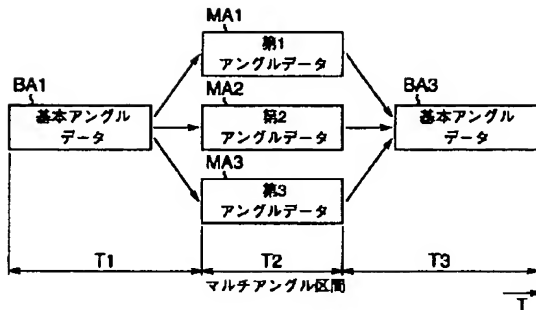 MA1
第1
アングルデータ
BA1
基本アングル
データ
MA2
第2
アングルデータ
BA3
基本アングル
データ
MA3
第3
アングルデータ
T1
T2
T3
マルチアングル区間
T